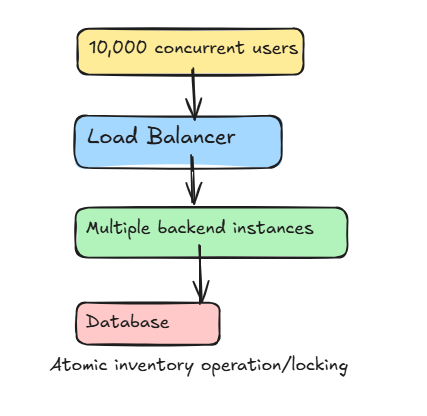 10,000 concurrent users
Load Balancer
Multiple backend instances
Database
Atomic inventory operation/locking